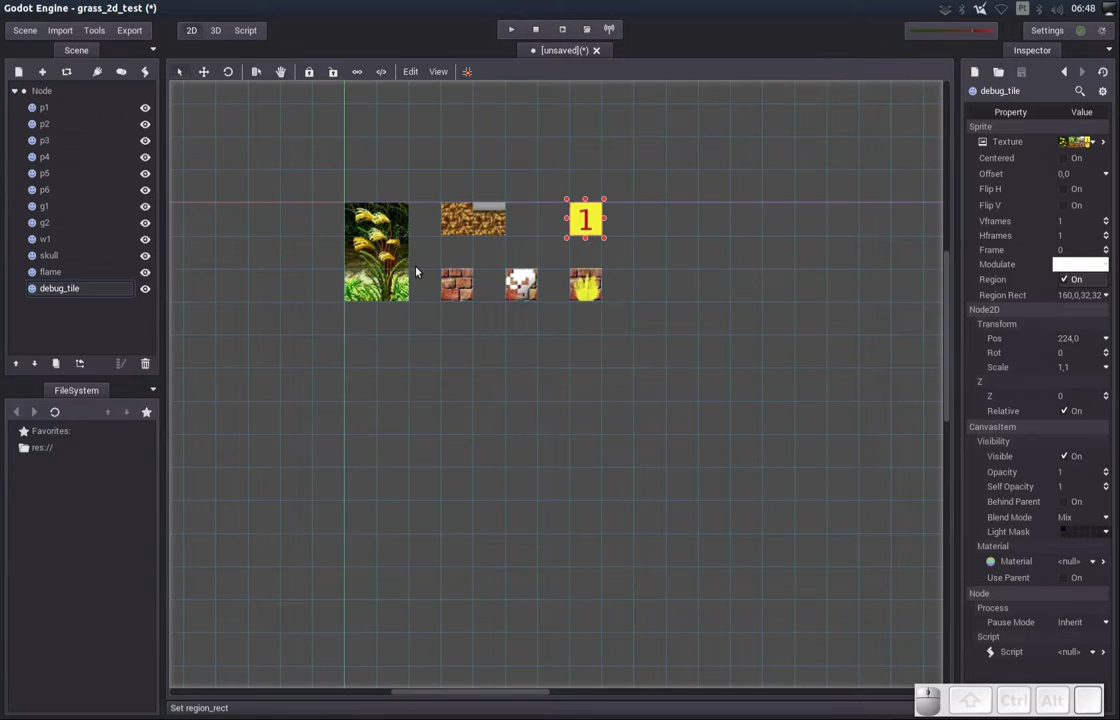 Godot Engine - grass_2d_test (*)
Pt
06:48
Scene Import Tools Export
2D 3D Script
Settings
Scene
[unsaved](*)
Inspector
Edit View
Node
p1
p2
p3
p4
p5
p6
g1
g2
w1
skull
flame
debug_tile
FileSystem
Favorites:
res://
1
debug_tile
Property Value
Sprite
Texture
Centered On
Offset 0,0
Flip H On
Flip V On
Vframes 1
Hframes 1
Frame 0
Modulate
Region On
Region Rect 160,0,32,32
Node2D
Transform
Pos 224,0
Rot 0
Scale 1,1
Z
Z 0
Relative On
CanvasItem
Visibility
Visible On
Opacity 1
Self Opacity 1
Behind Parent On
Blend Mode Mix
Light Mask
Material
Material <null>
Use Parent On
Node
Process
Pause Mode Inherit
Script
Script <null>
Set region_rect
Ctrl Alt